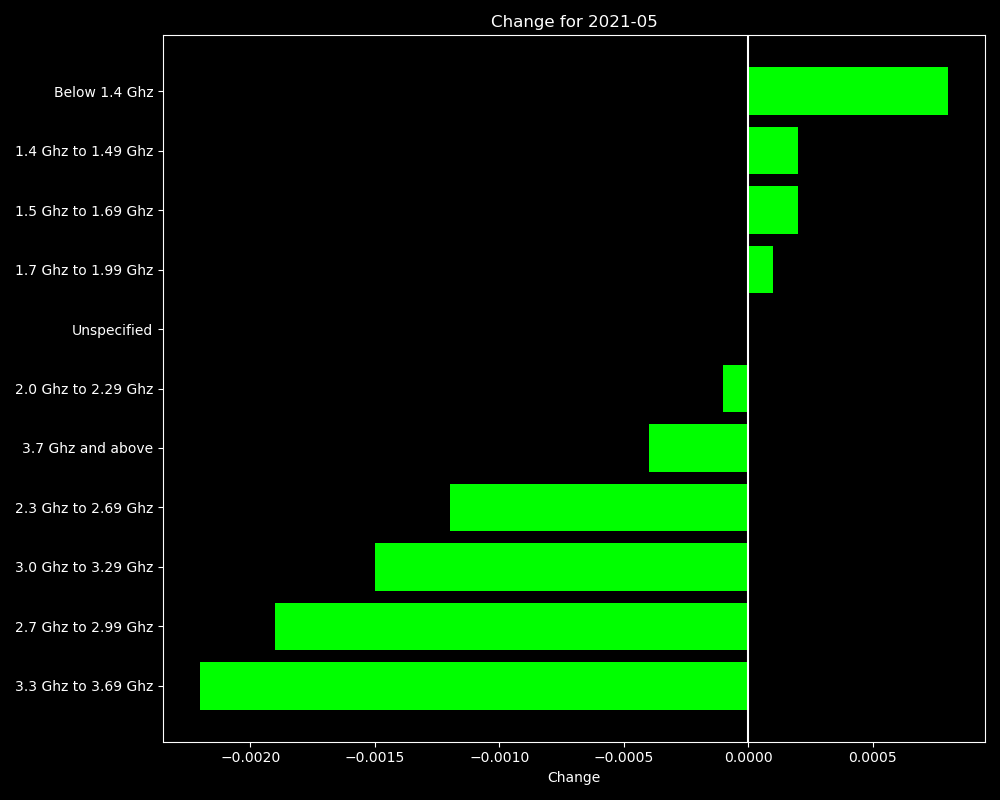 Change for 2021-05
Below 1.4 Ghz
1.4 Ghz to 1.49 Ghz
1.5 Ghz to 1.69 Ghz
1.7 Ghz to 1.99 Ghz
Unspecified
2.0 Ghz to 2.29 Ghz
3.7 Ghz and above
2.3 Ghz to 2.69 Ghz
3.0 Ghz to 3.29 Ghz
2.7 Ghz to 2.99 Ghz
3.3 Ghz to 3.69 Ghz
−0.0020 −0.0015 −0.0010 −0.0005 0.0000 0.0005
Change